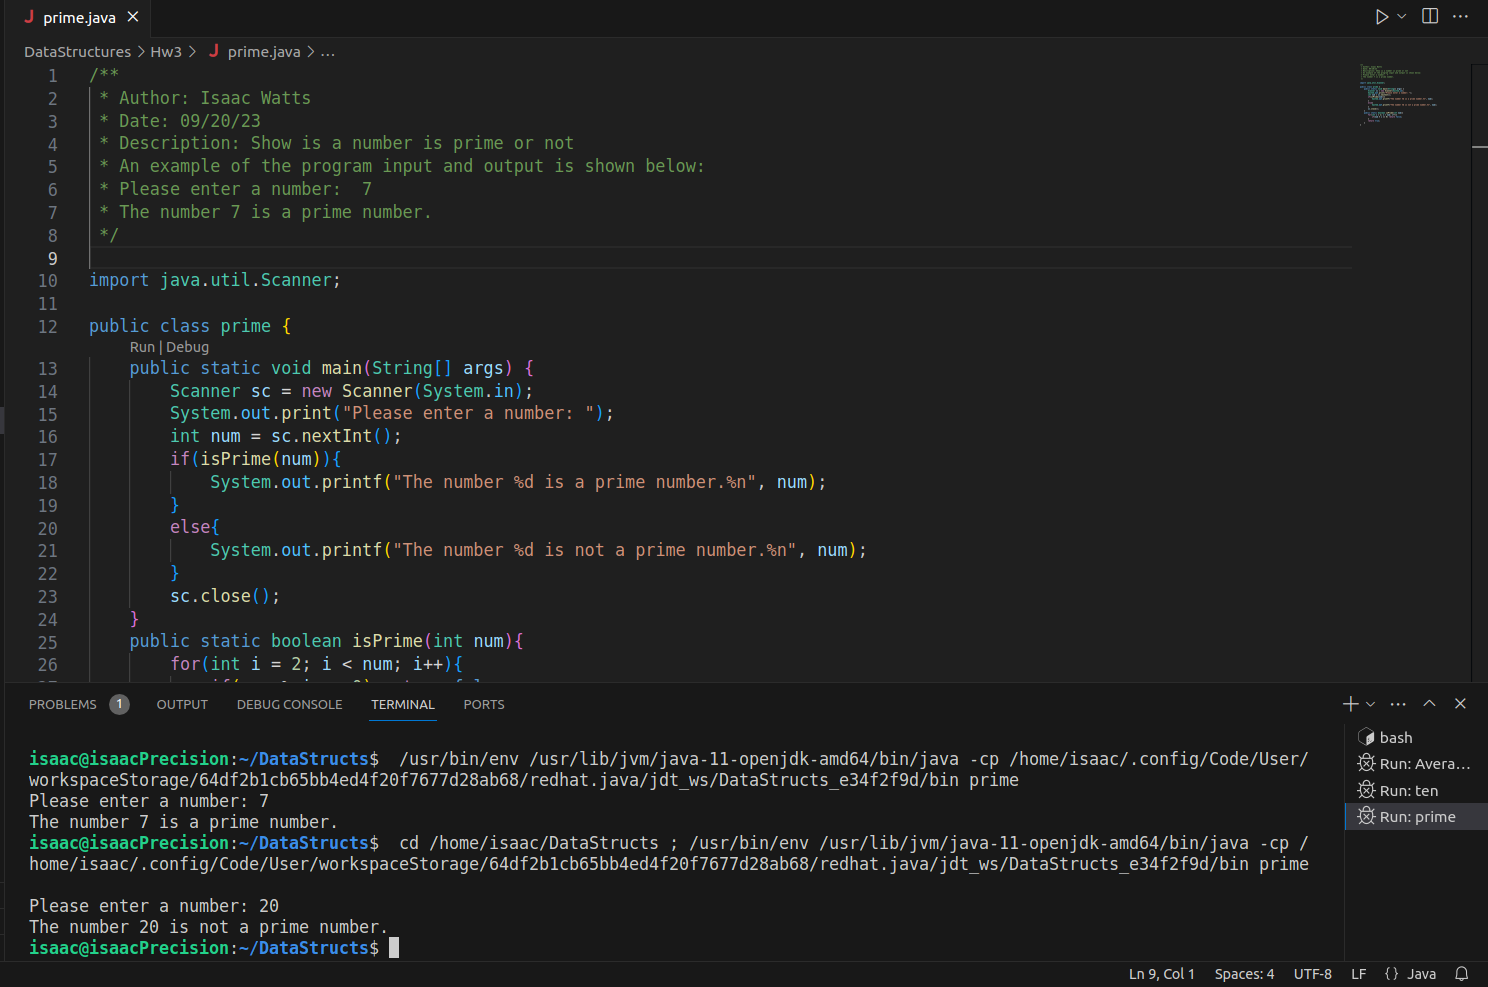 prime.java
DataStructures > Hw3 > prime.java > ...
1 /**
2 * Author: Isaac Watts
3 * Date: 09/20/23
4 * Description: Show is a number is prime or not
5 * An example of the program input and output is shown below:
6 * Please enter a number:  7
7 * The number 7 is a prime number.
8 */
9
10 import java.util.Scanner;
11
12 public class prime {
Run | Debug
13 public static void main(String[] args) {
14 Scanner sc = new Scanner(System.in);
15 System.out.print("Please enter a number: ");
16 int num = sc.nextInt();
17 if(isPrime(num)){
18 System.out.printf("The number %d is a prime number.%n", num);
19 }
20 else{
21 System.out.printf("The number %d is not a prime number.%n", num);
22 }
23 sc.close();
24 }
25 public static boolean isPrime(int num){
26 for(int i = 2; i < num; i++){
PROBLEMS 1 OUTPUT DEBUG CONSOLE TERMINAL PORTS
isaac@isaacPrecision:~/DataStructs$  /usr/bin/env /usr/lib/jvm/java-11-openjdk-amd64/bin/java -cp /home/isaac/.config/Code/User/
workspaceStorage/64df2b1cb65bb4ed4f20f7677d28ab68/redhat.java/jdt_ws/DataStructs_e34f2f9d/bin prime
Please enter a number: 7
The number 7 is a prime number.
isaac@isaacPrecision:~/DataStructs$  cd /home/isaac/DataStructs ; /usr/bin/env /usr/lib/jvm/java-11-openjdk-amd64/bin/java -cp /
home/isaac/.config/Code/User/workspaceStorage/64df2b1cb65bb4ed4f20f7677d28ab68/redhat.java/jdt_ws/DataStructs_e34f2f9d/bin prime
Please enter a number: 20
The number 20 is not a prime number.
isaac@isaacPrecision:~/DataStructs$
bash
Run: Avera...
Run: ten
Run: prime
Ln 9, Col 1 Spaces: 4 UTF-8 LF {} Java